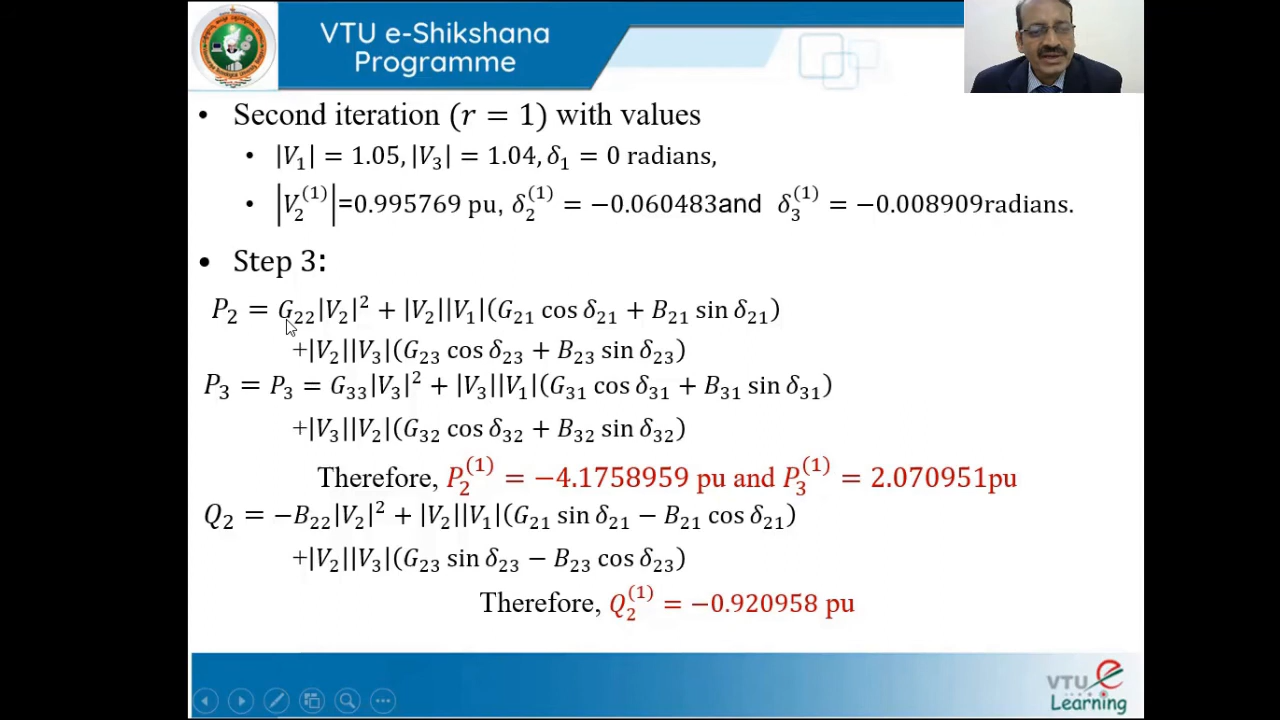 VTU e-Shikshana
Programme
• Second iteration (r = 1) with values
• |V₁| = 1.05, |V₃| = 1.04, δ₁ = 0 radians,
• |V₂⁽¹⁾|=0.995769 pu, δ₂⁽¹⁾ = −0.060483and δ₃⁽¹⁾ = −0.008909radians.
• Step 3:
P₂ = G₂₂|V₂|² + |V₂||V₁|(G₂₁ cos δ₂₁ + B₂₁ sin δ₂₁)
+|V₂||V₃|(G₂₃ cos δ₂₃ + B₂₃ sin δ₂₃)
P₃ = P₃ = G₃₃|V₃|² + |V₃||V₁|(G₃₁ cos δ₃₁ + B₃₁ sin δ₃₁)
+|V₃||V₂|(G₃₂ cos δ₃₂ + B₃₂ sin δ₃₂)
Therefore, P₂⁽¹⁾ = −4.1758959 pu and P₃⁽¹⁾ = 2.070951pu
Q₂ = −B₂₂|V₂|² + |V₂||V₁|(G₂₁ sin δ₂₁ − B₂₁ cos δ₂₁)
+|V₂||V₃|(G₂₃ sin δ₂₃ − B₂₃ cos δ₂₃)
Therefore, Q₂⁽¹⁾ = −0.920958 pu
VTU e
Learning